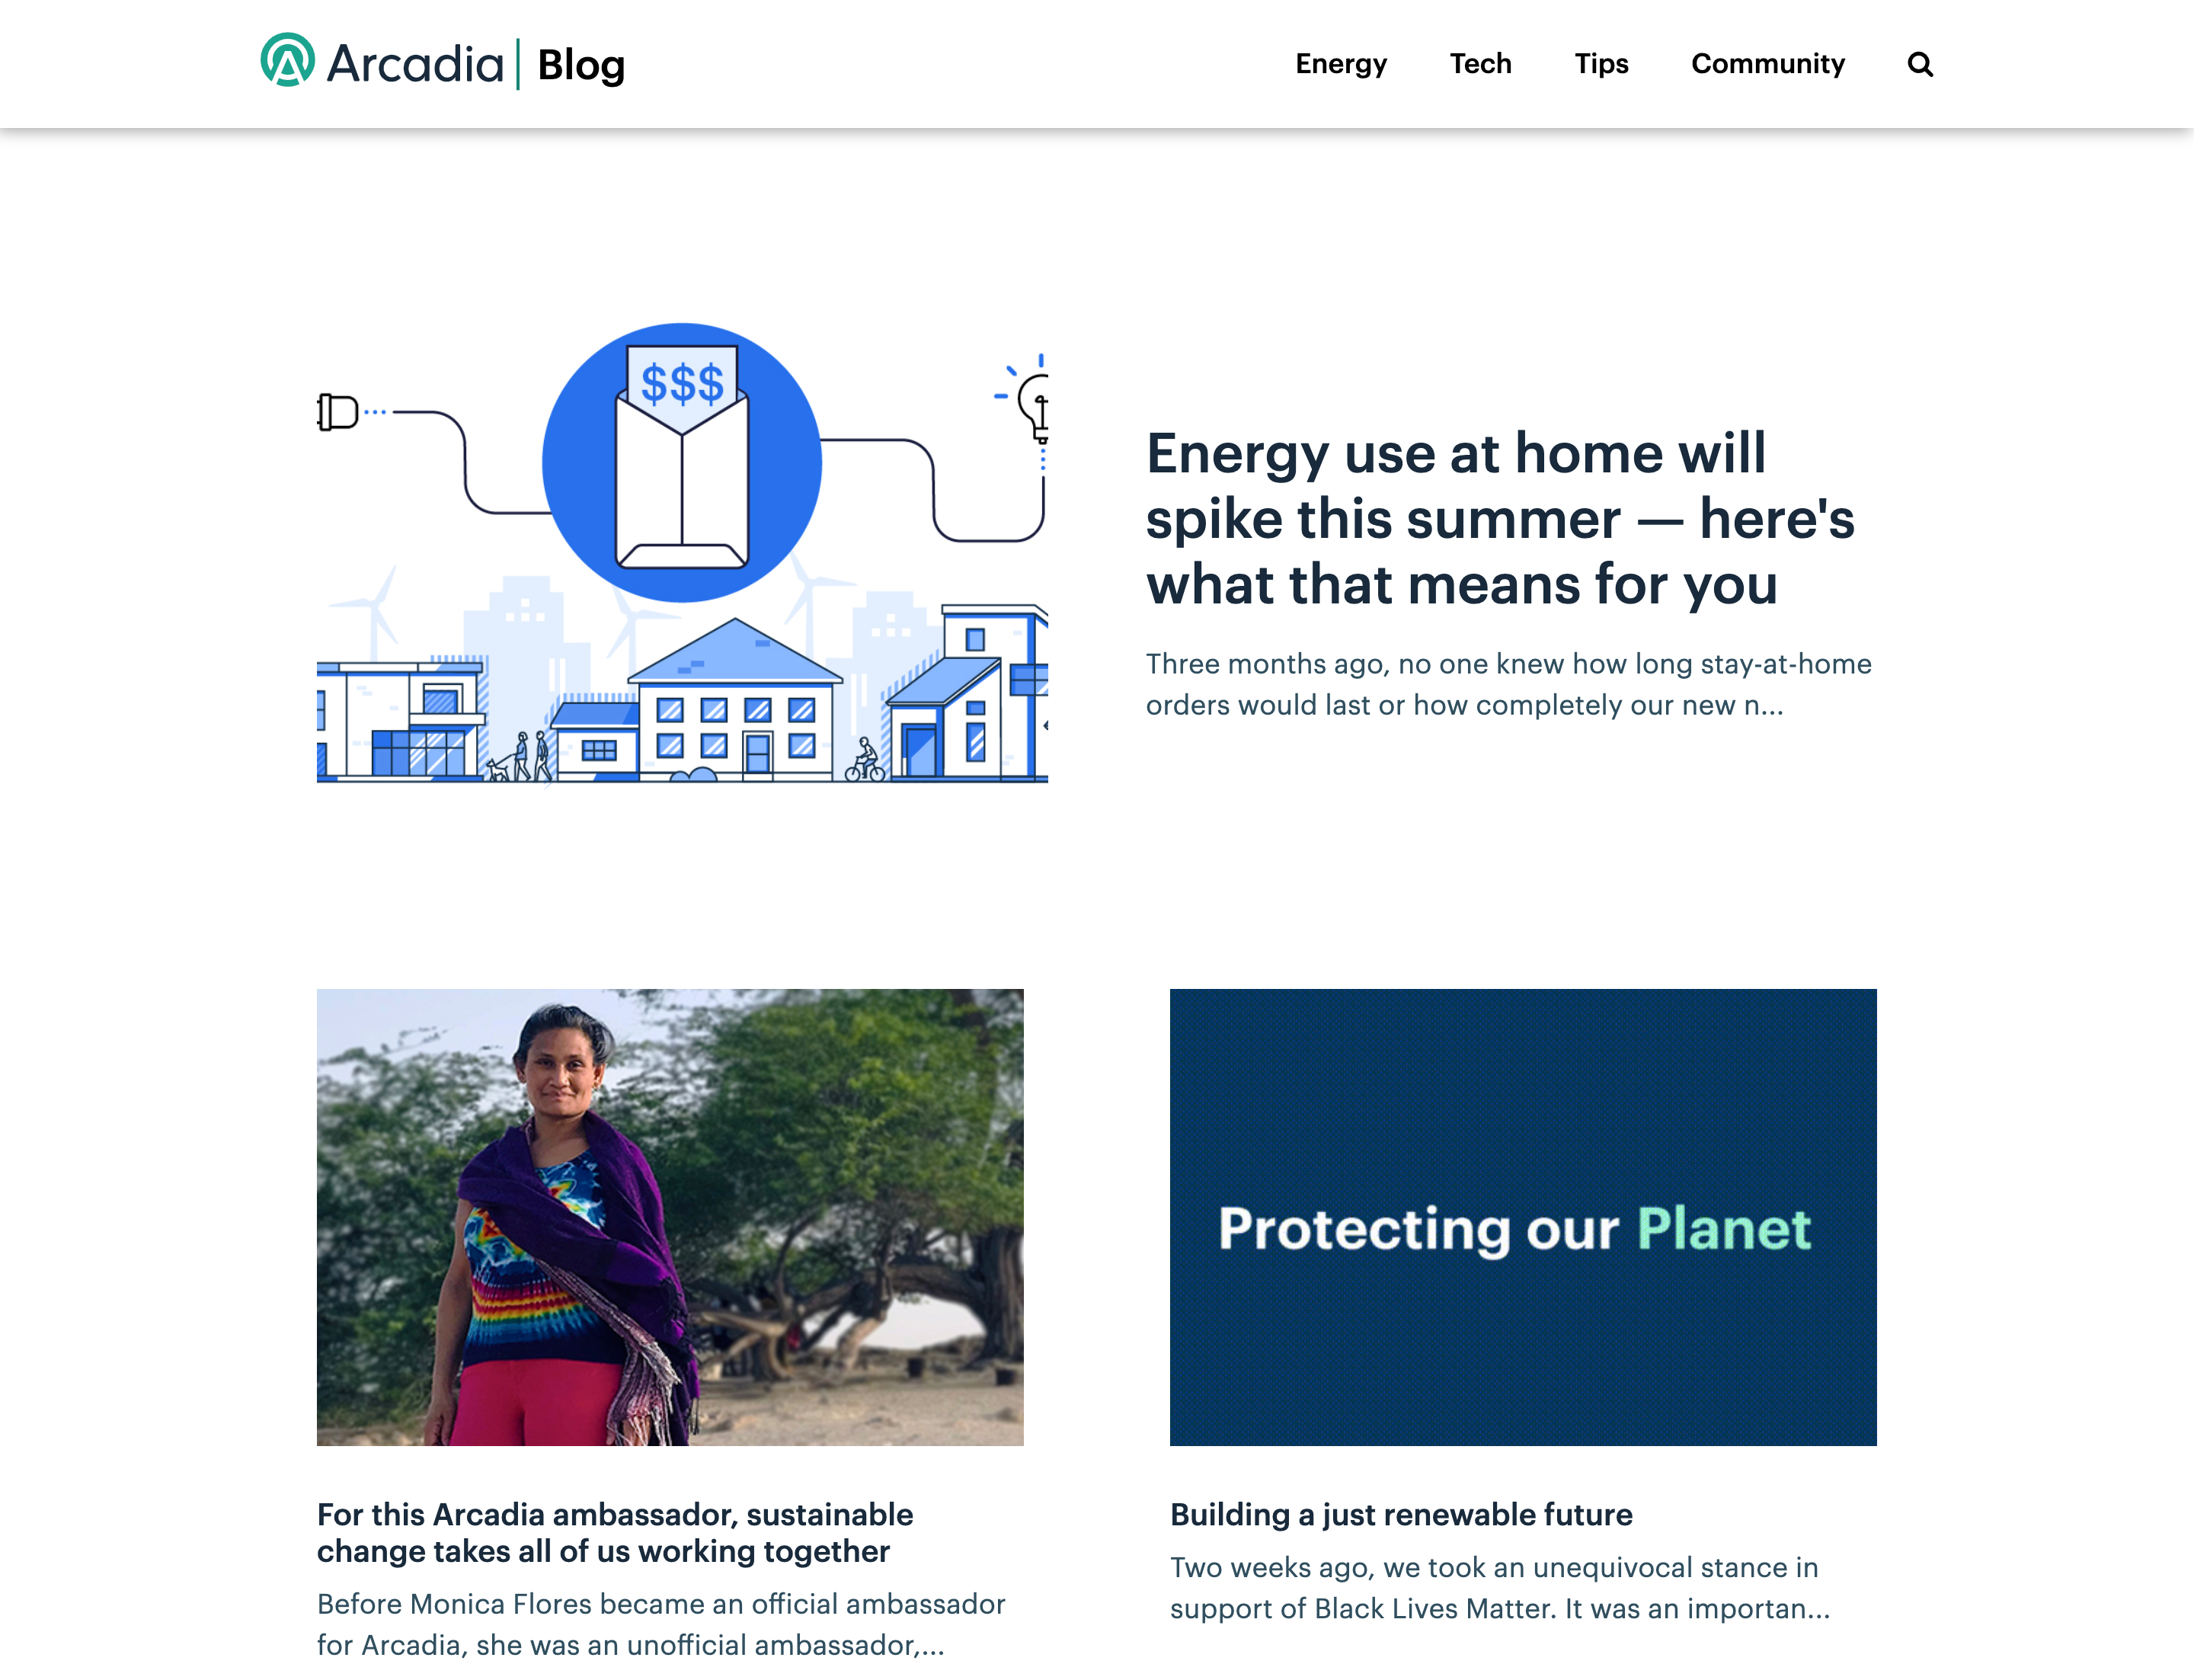 Arcadia | Blog
Energy
Tech
Tips
Community
$$$
Energy use at home will
spike this summer — here's
what that means for you
Three months ago, no one knew how long stay-at-home
orders would last or how completely our new n...
Protecting our Planet
For this Arcadia ambassador, sustainable
change takes all of us working together
Before Monica Flores became an official ambassador
for Arcadia, she was an unofficial ambassador,...
Building a just renewable future
Two weeks ago, we took an unequivocal stance in
support of Black Lives Matter. It was an importan...